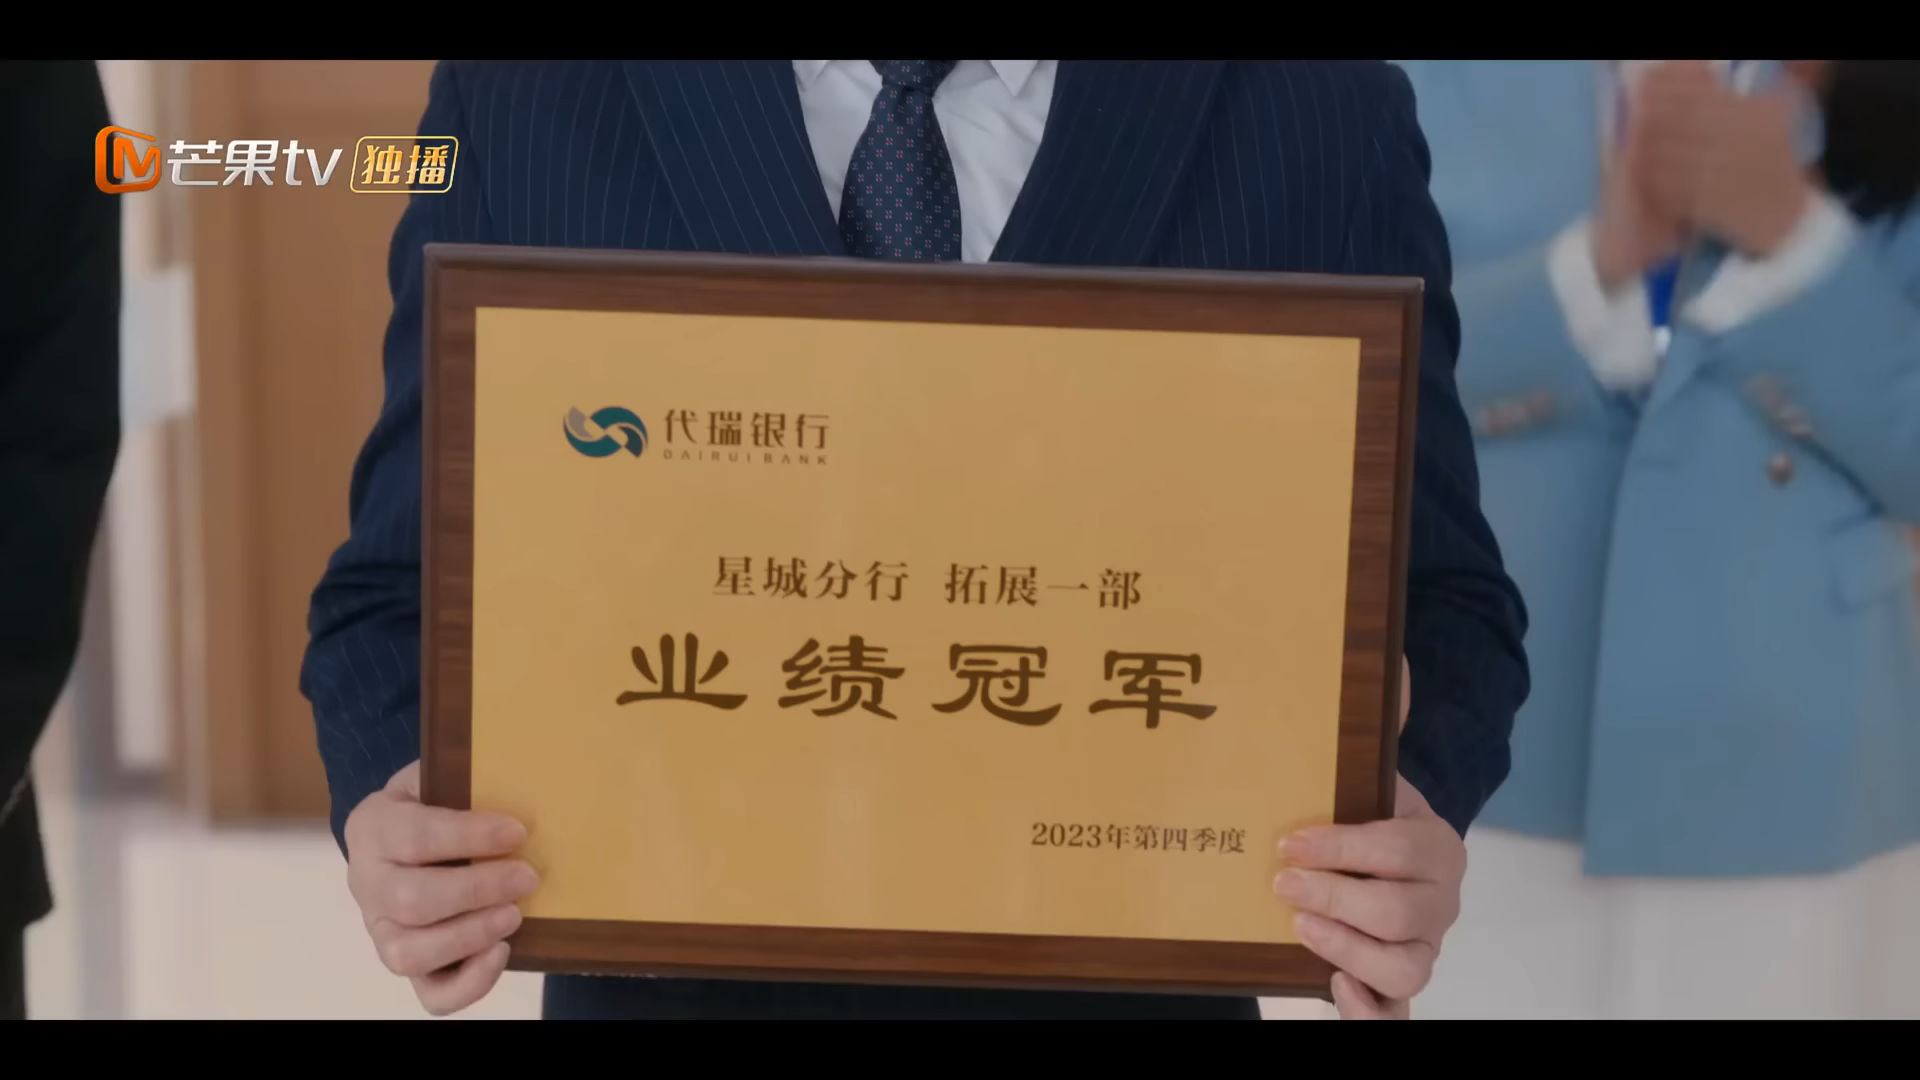 芒果tv 独播
代瑞银行
DAIRUI BANK
星城分行 拓展一部
业绩冠军
2023年第四季度